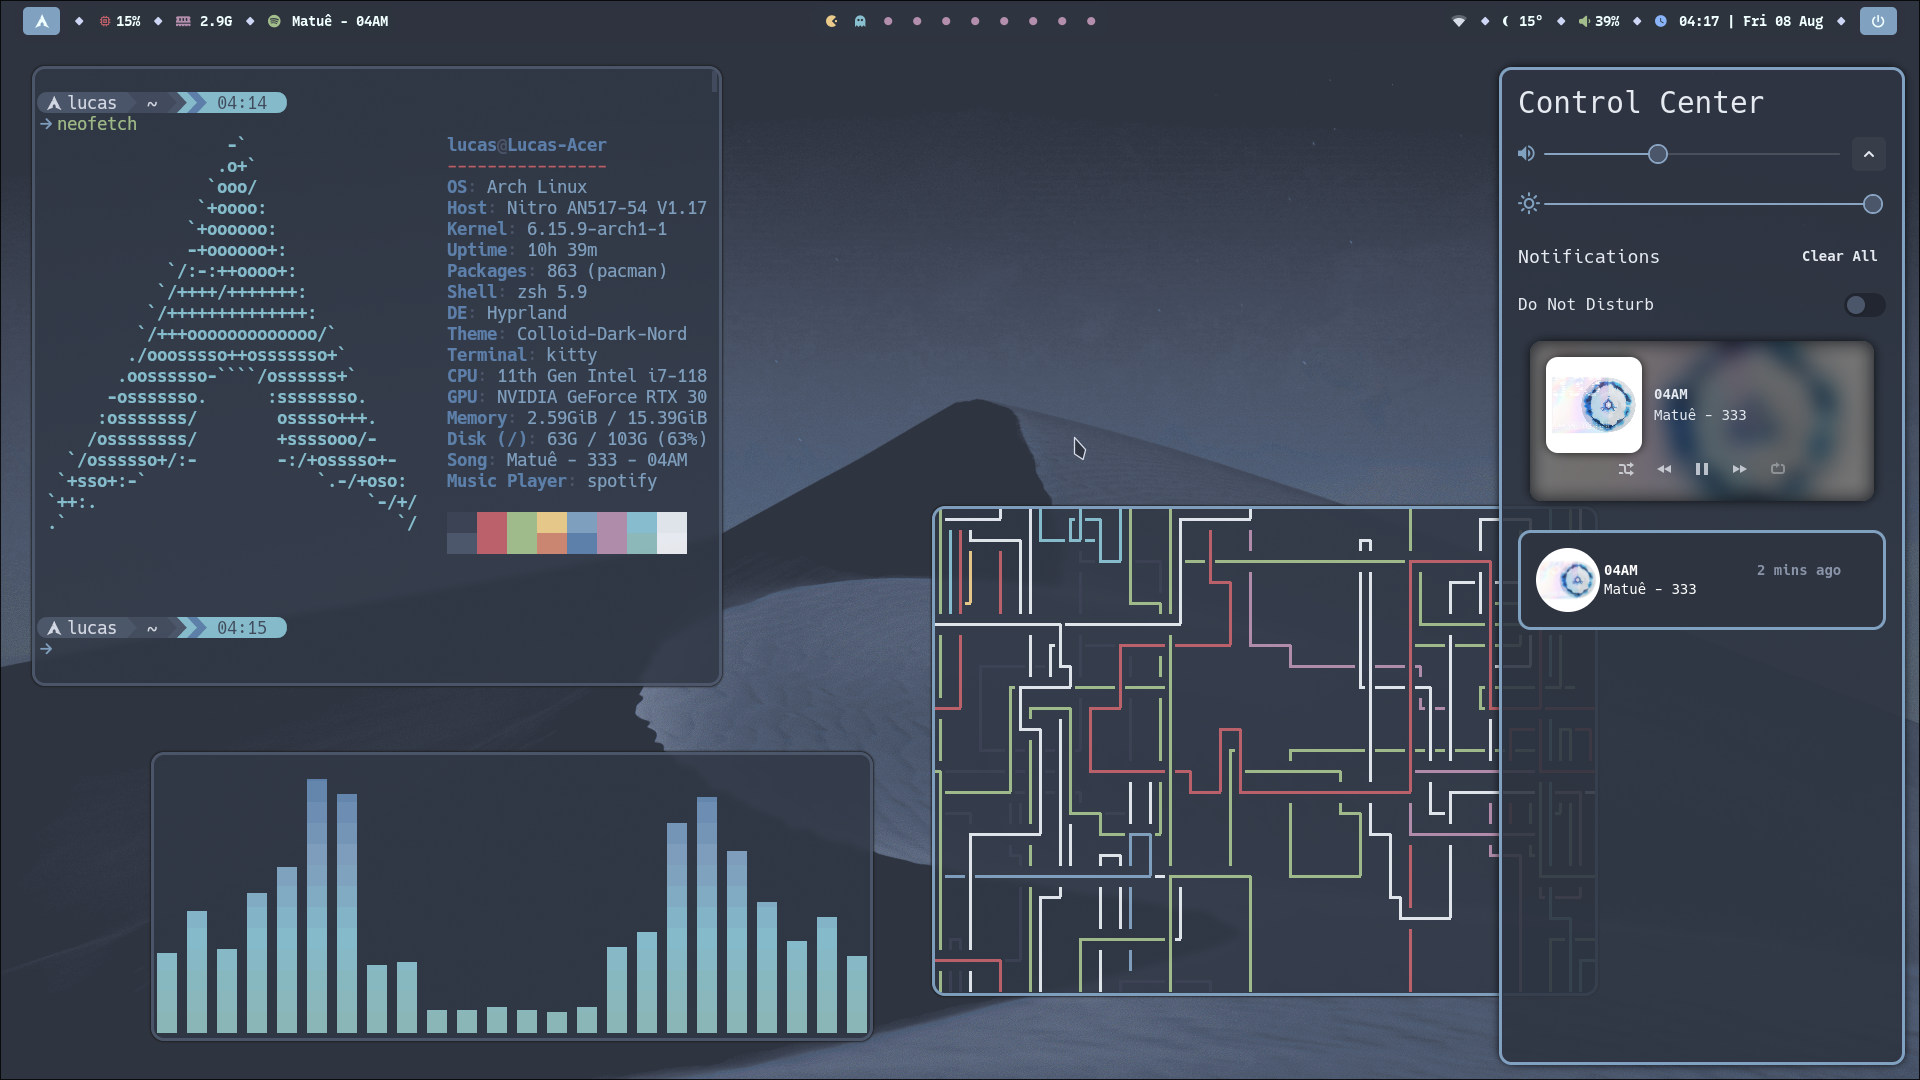 15% 2.9G Matuê - 04AM
15° 39% 04:17 | Fri 08 Aug
lucas ~ 04:14
neofetch
lucas@Lucas-Acer
----------------
OS: Arch Linux
Host: Nitro AN517-54 V1.17
Kernel: 6.15.9-arch1-1
Uptime: 10h 39m
Packages: 863 (pacman)
Shell: zsh 5.9
DE: Hyprland
Theme: Colloid-Dark-Nord
Terminal: kitty
CPU: 11th Gen Intel i7-118
GPU: NVIDIA GeForce RTX 30
Memory: 2.59GiB / 15.39GiB
Disk (/): 63G / 103G (63%)
Song: Matuê - 333 - 04AM
Music Player: spotify
lucas ~ 04:15
Control Center
Notifications Clear All
Do Not Disturb
04AM
Matuê - 333
04AM 2 mins ago
Matuê - 333